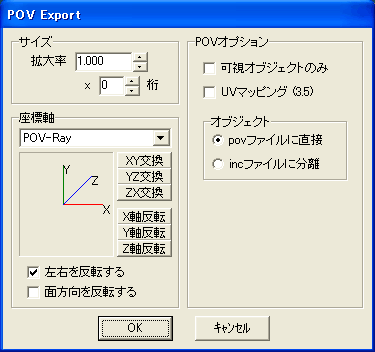 POV Export
サイズ
拡大率 1.000
x 0 桁
座標軸
POV-Ray
Y
Z
X
XY交換
YZ交換
ZX交換
X軸反転
Y軸反転
Z軸反転
左右を反転する
面方向を反転する
POVオプション
可視オブジェクトのみ
UVマッピング (3.5)
オブジェクト
povファイルに直接
incファイルに分離
OK
キャンセル